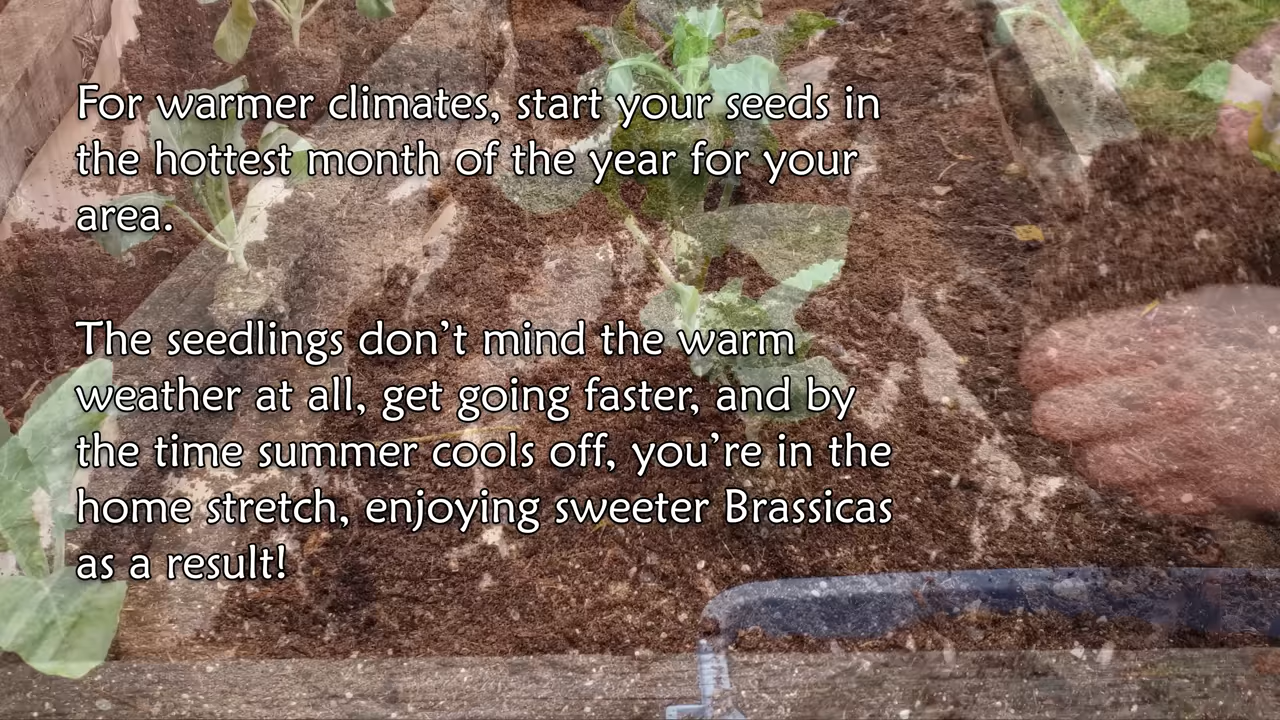 For warmer climates, start your seeds in
the hottest month of the year for your
area.
The seedlings don’t mind the warm
weather at all, get going faster, and by
the time summer cools off, you’re in the
home stretch, enjoying sweeter Brassicas
as a result!